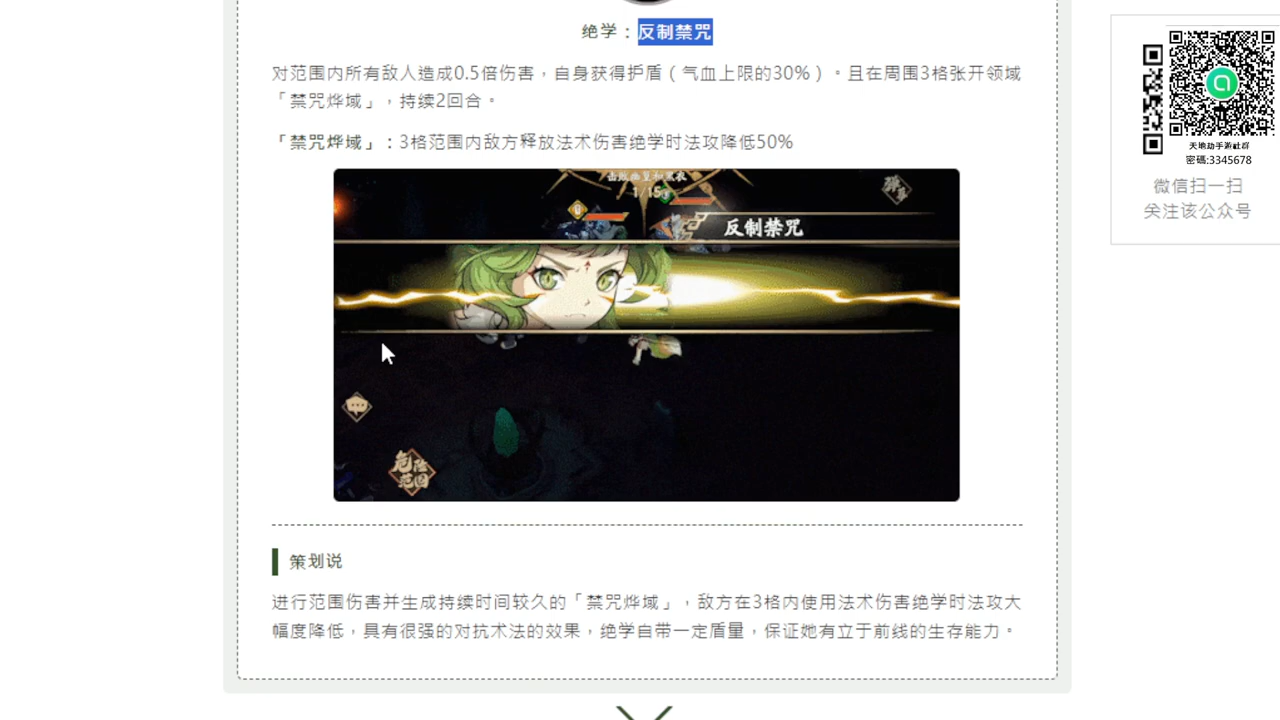 绝学：反制禁咒
对范围内所有敌人造成0.5倍伤害，自身获得护盾（气血上限的30%）。且在周围3格张开领域
「禁咒烨域」，持续2回合。
「禁咒烨域」：3格范围内敌方释放法术伤害绝学时法攻降低50%
1/15
弹幕
反制禁咒
危险
范围
策划说
进行范围伤害并生成持续时间较久的「禁咒烨域」，敌方在3格内使用法术伤害绝学时法攻大
幅度降低，具有很强的对抗术法的效果，绝学自带一定盾量，保证她有立于前线的生存能力。
天地劫手游社群
密碼:3345678
微信扫一扫
关注该公众号